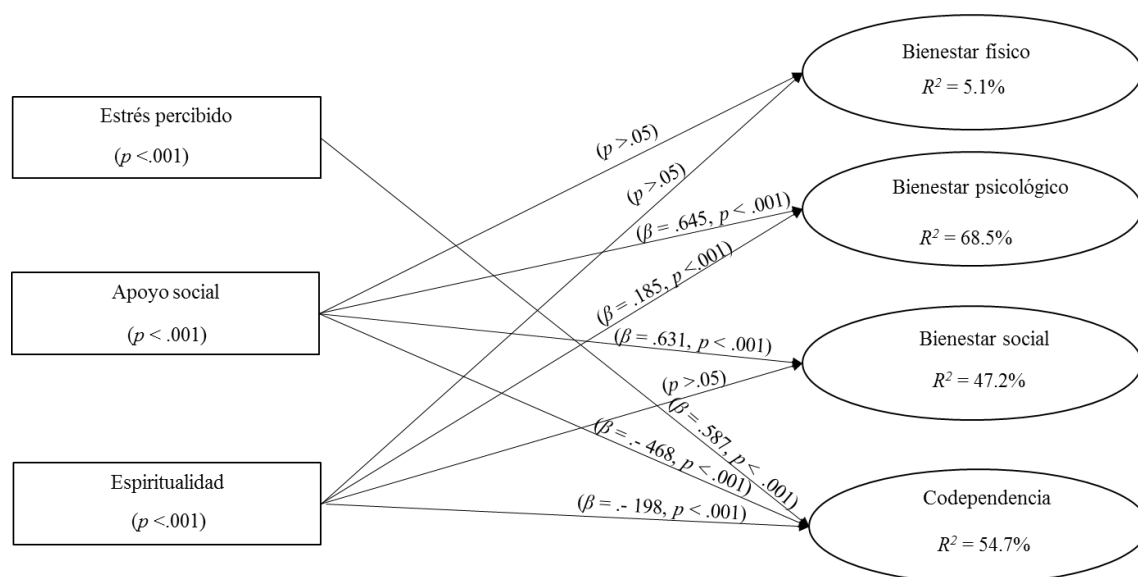 Estrés percibido
(p <.001)
Apoyo social
(p < .001)
Espiritualidad
(p <.001)
(p >.05)
(p >.05)
(β = .645, p < .001)
(β = .185, p <.001)
(β = .631, p < .001)
(p >.05)
(β = .587, p < .001)
(β = .- 468, p < .001)
(β = .- 198, p < .001)
Bienestar físico
R² = 5.1%
Bienestar psicológico
R² = 68.5%
Bienestar social
R² = 47.2%
Codependencia
R² = 54.7%